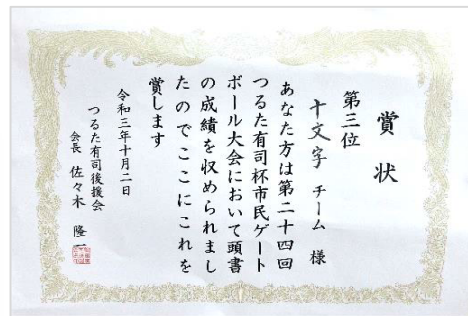 賞状
第三位
十文字 チーム 様
あなた方は第二十四回
つるた有司杯市民ゲート
ボール大会において頭書
の成績を収められまし
たのでここにこれを
賞します
令和三年十月二日
つるた有司後援会
会長 佐々木 隆一